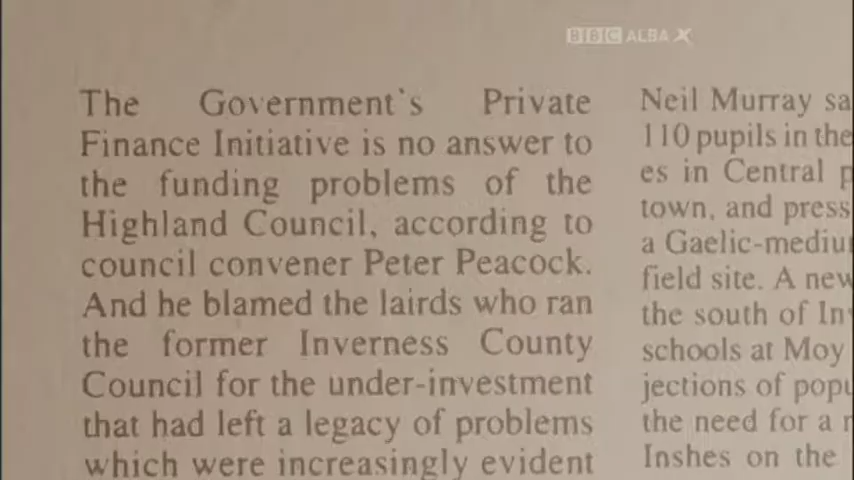 BBC ALBA
The Government's Private
Finance Initiative is no answer to
the funding problems of the
Highland Council, according to
council convener Peter Peacock.
And he blamed the lairds who ran
the former Inverness County
Council for the under-investment
that had left a legacy of problems
which were increasingly evident
Neil Murray sa
110 pupils in the
es in Central p
town, and press
a Gaelic-mediu
field site. A new
the south of In
schools at Moy
jections of popu
the need for a
Inshes on the